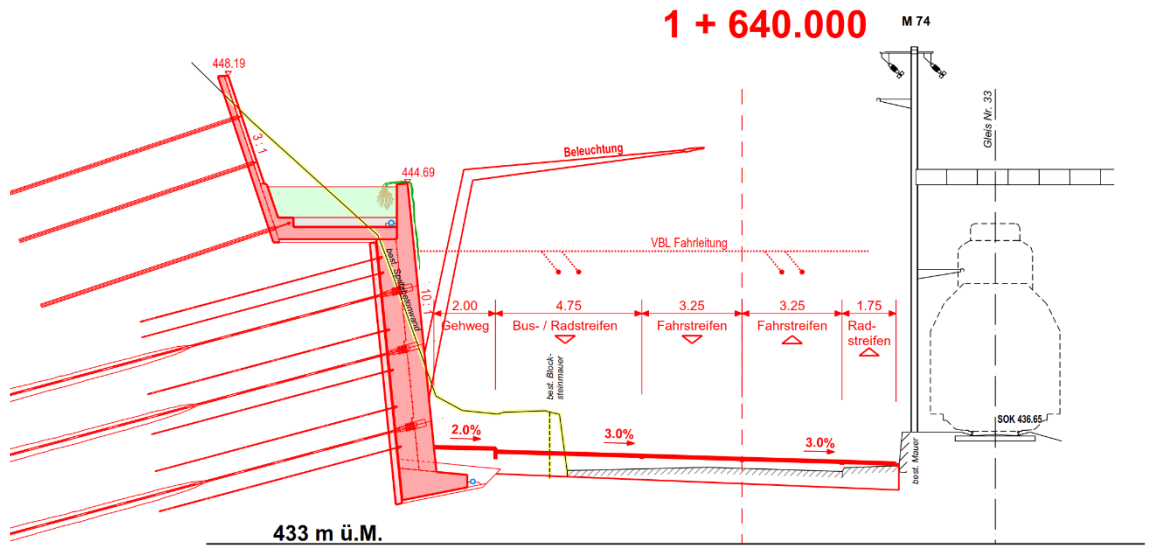 1 + 640.000
M 74
448.19
Gleis Nr. 33
3 : 1
Beleuchtung
444.69
VBL Fahrleitung
best. Spritzbetonwand
10 : 1
2.00
4.75
3.25
3.25
1.75
Gehweg
Bus- / Radstreifen
Fahrstreifen
Fahrstreifen
Rad-
streifen
best. Block-
steinmauer
SOK 436.65
2.0%
3.0%
3.0%
best. Mauer
433 m ü.M.